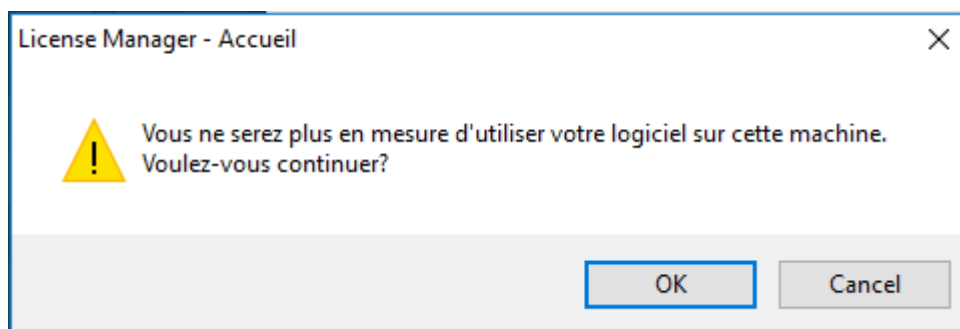 License Manager - Accueil
Vous ne serez plus en mesure d'utiliser votre logiciel sur cette machine.
Voulez-vous continuer?
OK
Cancel